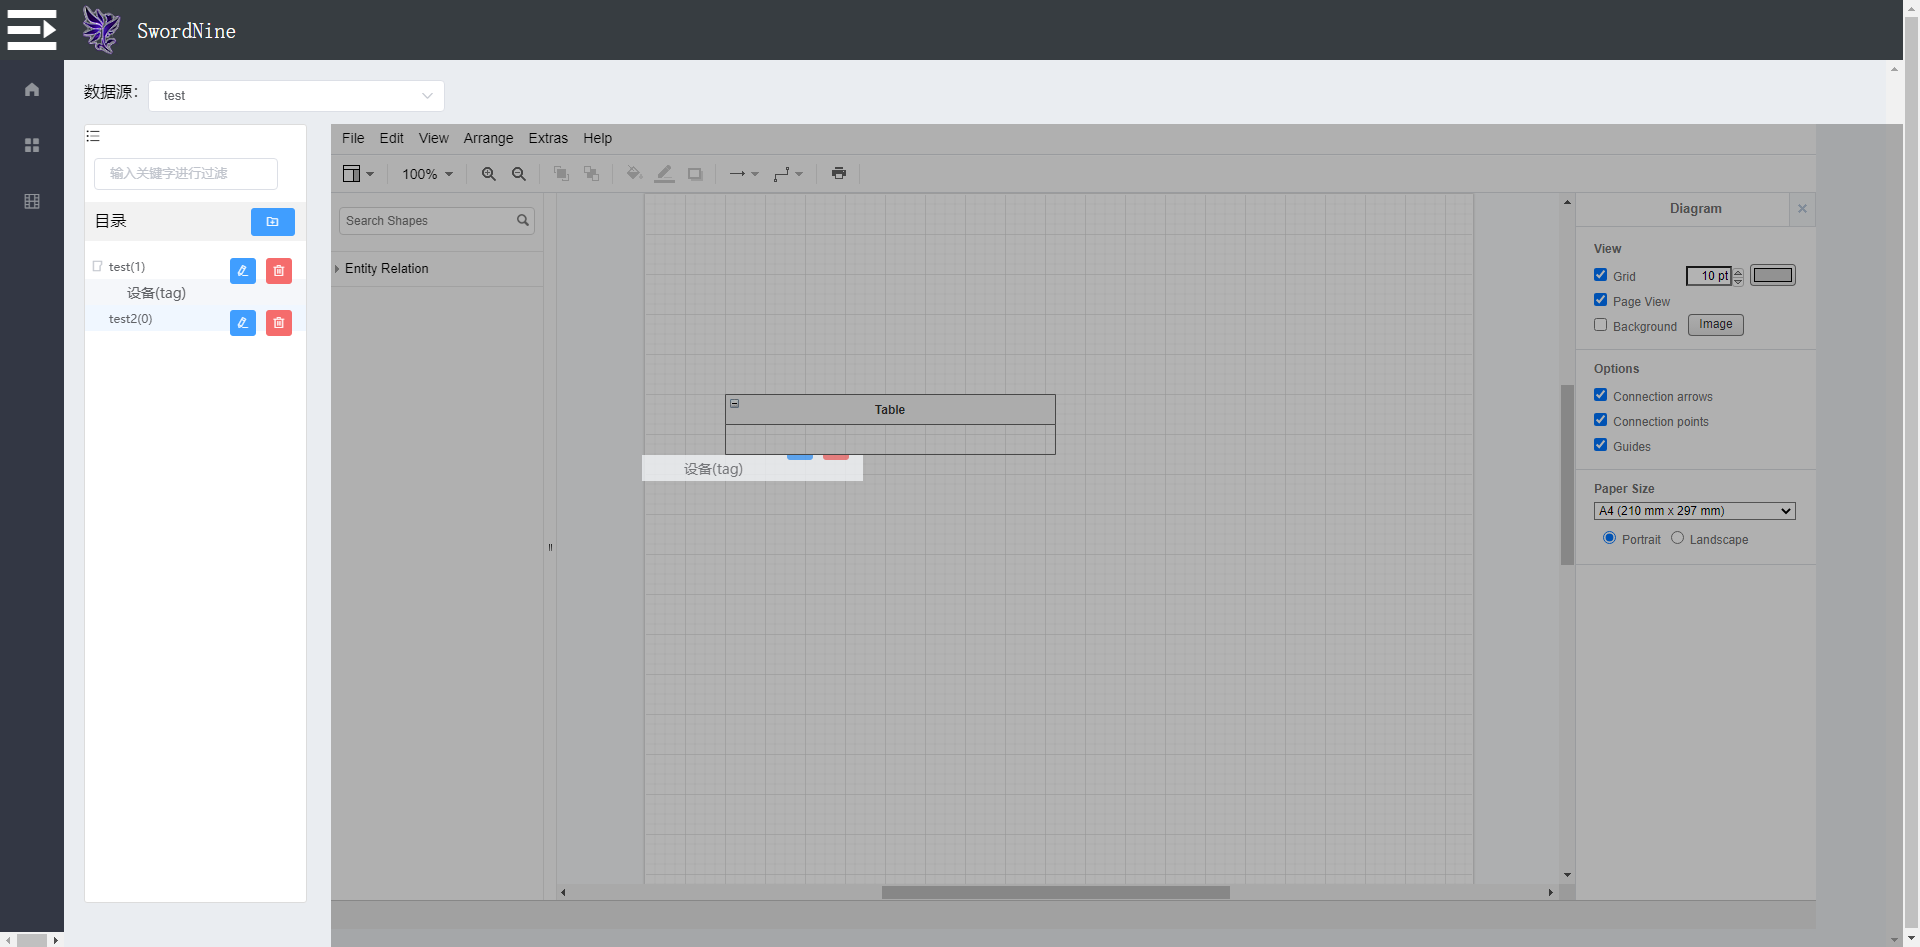 SwordNine
数据源：
test
输入关键字进行过滤
目录
test(1)
设备(tag)
test2(0)
File Edit View Arrange Extras Help
100%
Search Shapes
Entity Relation
Table
设备(tag)
Diagram
View
Grid 10 pt
Page View
Background Image
Options
Connection arrows
Connection points
Guides
Paper Size
A4 (210 mm x 297 mm)
Portrait Landscape